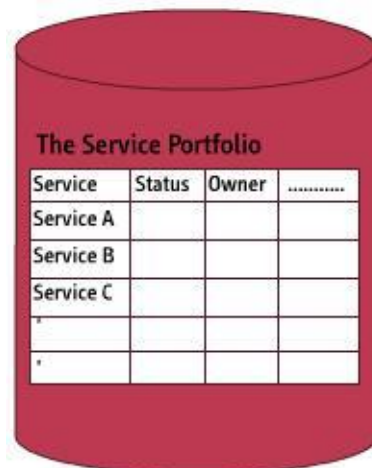 The Service Portfolio
Service Status Owner ...........
Service A
Service B
Service C
'
'